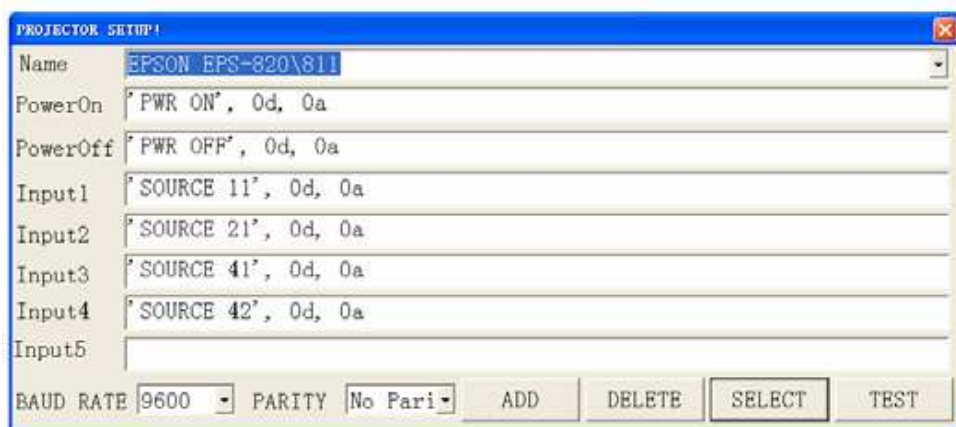 PROJECTOR SETUP!
Name EPSON EPS-820\811
PowerOn 'PWR ON', 0d, 0a
PowerOff 'PWR OFF', 0d, 0a
Input1 'SOURCE 11', 0d, 0a
Input2 'SOURCE 21', 0d, 0a
Input3 'SOURCE 41', 0d, 0a
Input4 'SOURCE 42', 0d, 0a
Input5
BAUD RATE 9600 PARITY No Pari ADD DELETE SELECT TEST